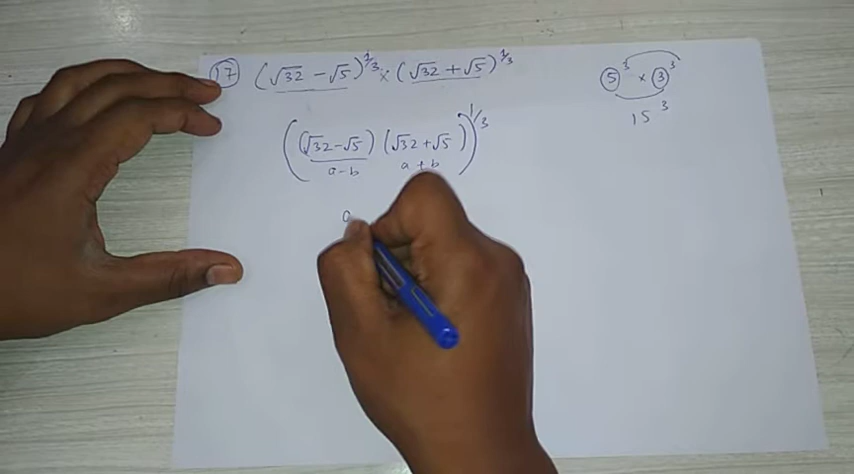 17 (√32 - √5)^1/3 × (√32 + √5)^1/3
5^3 × 3^3
15^3
((√32 - √5) (√32 + √5))^1/3
a - b a + b
a